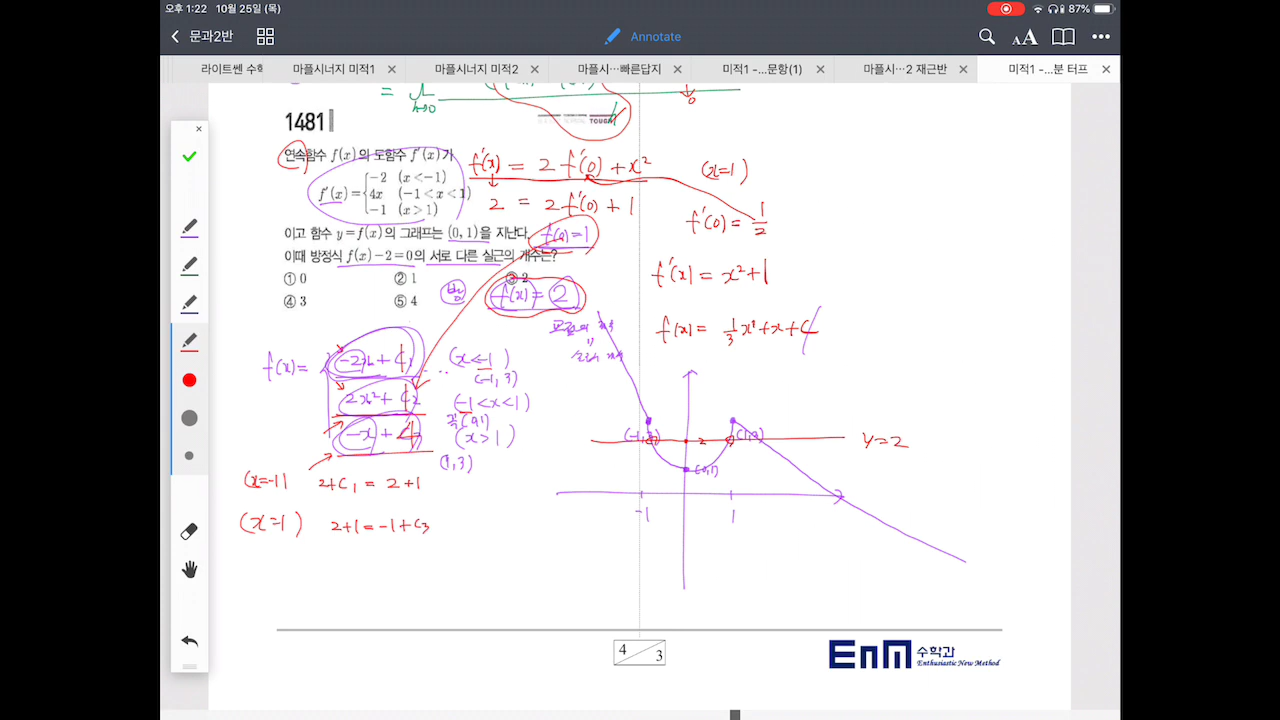 오후 1:22 10월 25일 (목)
87%
문과2반
Annotate
AA
라이트쎈 수학
마플시너지 미적1
마플시너지 미적2
마플시…빠른답지
미적1 -…문항(1)
마플시…2 재근반
미적1 -…분 터프
1481
TOUGH
연속함수 f(x)의 도함수 f′(x)가
f′(x)= -2 (x<-1)
4x (-1<x<1)
-1 (x>1)
이고 함수 y=f(x)의 그래프는 (0, 1)을 지난다.
이때 방정식 f(x)-2=0의 서로 다른 실근의 개수는?
① 0 ② 1 ③ 2
④ 3 ⑤ 4
f(0)=1
f(x) = 2
f′(x) = 2f′(0) + x²
(x=1)
2 = 2f′(0) + 1
f′(0) = 1/2
f′(x) = x²+1
f(x) = 1/3 x³+x+C
f(x) =
-2x + C₁ (x<-1)
(-1, 3)
2x² + C₂ (-1<x<1)
(0,1)
-x + C₃ (x>1)
(1, 3)
(x=-1) 2+C₁ = 2+1
(x=1) 2+1 = -1+C₃
(-1, 3)
2
(1, 3)
y=2
(0,1)
-1
1
4/3
EnM 수학과
Enthusiastic New Method